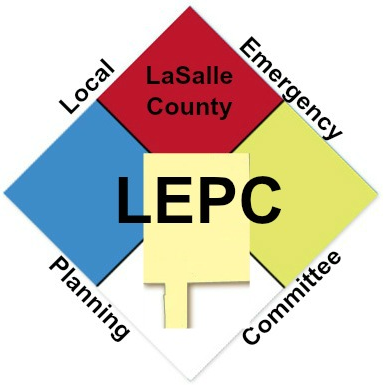 Local
Emergency
LaSalle
County
LEPC
Planning
Committee